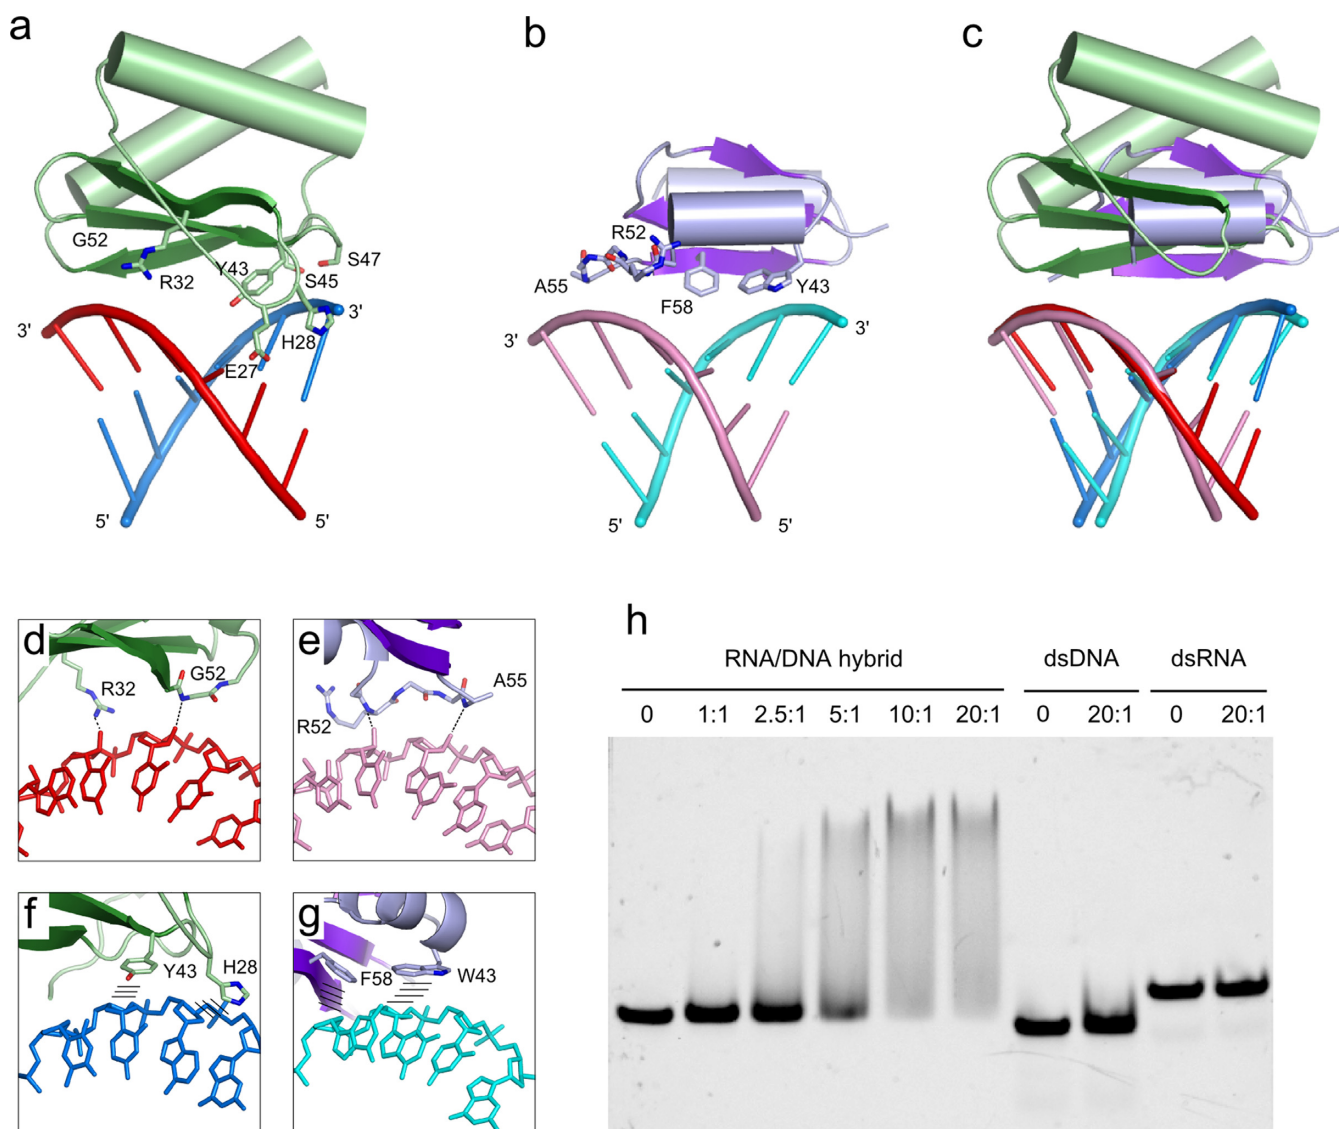 a
b
c
G52
R32
Y43
S45
S47
H28
E27
3'
3'
5'
5'
R52
A55
F58
Y43
3'
3'
5'
5'
d
R32
G52
e
R52
A55
f
Y43
H28
g
F58
W43
h
RNA/DNA hybrid
dsDNA
dsRNA
0 1:1 2.5:1 5:1 10:1 20:1 0 20:1 0 20:1